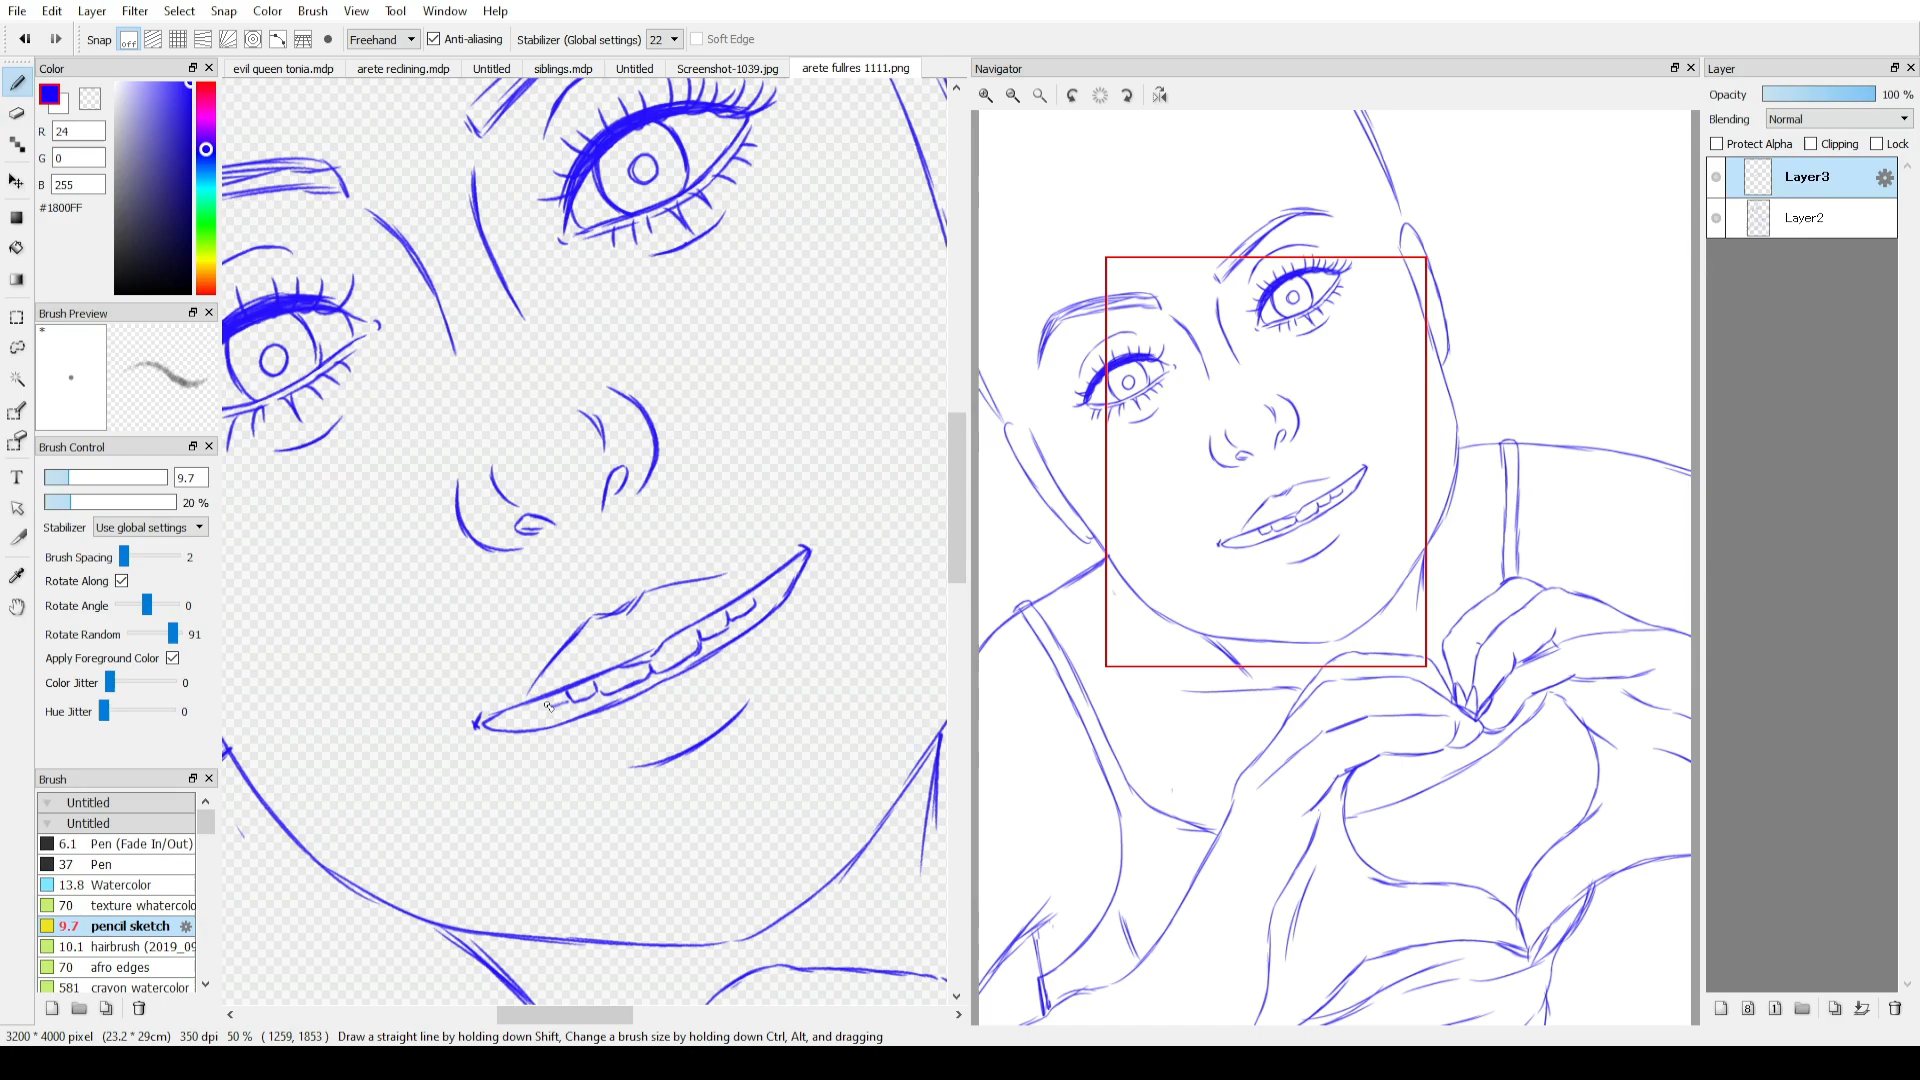 File Edit Layer Filter Select Snap Color Brush View Tool Window Help
Snap off Freehand Anti-aliasing Stabilizer (Global settings) 22 Soft Edge
Color
R 24
G 0
B 255
#1800FF
Brush Preview
*
Brush Control
9.7
20 %
Stabilizer Use global settings
Brush Spacing 2
Rotate Along
Rotate Angle 0
Rotate Random 91
Apply Foreground Color
Color Jitter 0
Hue Jitter 0
Brush
Untitled
Untitled
6.1 Pen (Fade In/Out)
37 Pen
13.8 Watercolor
70 texture whatercolo
9.7 pencil sketch
10.1 hairbrush (2019_09
70 afro edges
581 crayon watercolor
evil queen tonia.mdp arete reclining.mdp Untitled siblings.mdp Untitled Screenshot-1039.jpg arete fullres 1111.png
Navigator
Layer
Opacity 100 %
Blending Normal
Protect Alpha Clipping Lock
Layer3
Layer2
8 1
3200 * 4000 pixel (23.2 * 29cm) 350 dpi 50 % ( 1259, 1853 ) Draw a straight line by holding down Shift, Change a brush size by holding down Ctrl, Alt, and dragging